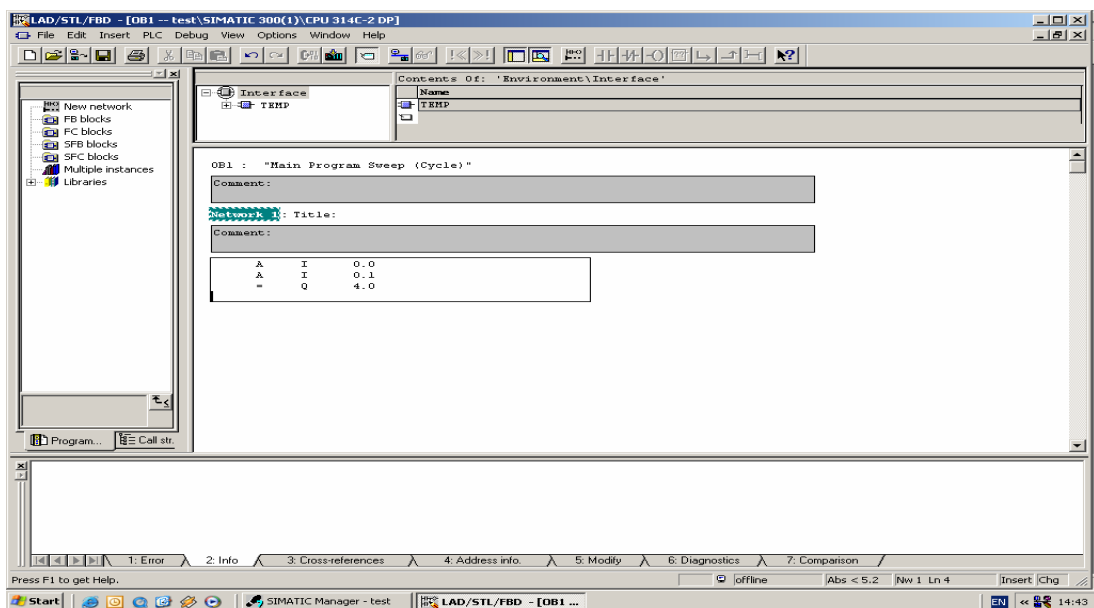 LAD/STL/FBD - [OB1 -- test\SIMATIC 300(1)\CPU 314C-2 DP]
File Edit Insert PLC Debug View Options Window Help
Contents Of: 'Environment\Interface'
Interface
TEMP
Name
TEMP
New network
FB blocks
FC blocks
SFB blocks
SFC blocks
Multiple instances
Libraries
Program...
Call str.
OB1 : "Main Program Sweep (Cycle)"
Comment:
Network 1: Title:
Comment:
A I 0.0
A I 0.1
= Q 4.0
1: Error 2: Info 3: Cross-references 4: Address info. 5: Modify 6: Diagnostics 7: Comparison
Press F1 to get Help. offline Abs < 5.2 Nw 1 Ln 4 Insert Chg
Start SIMATIC Manager - test LAD/STL/FBD - [OB1 ... EN « 14:43